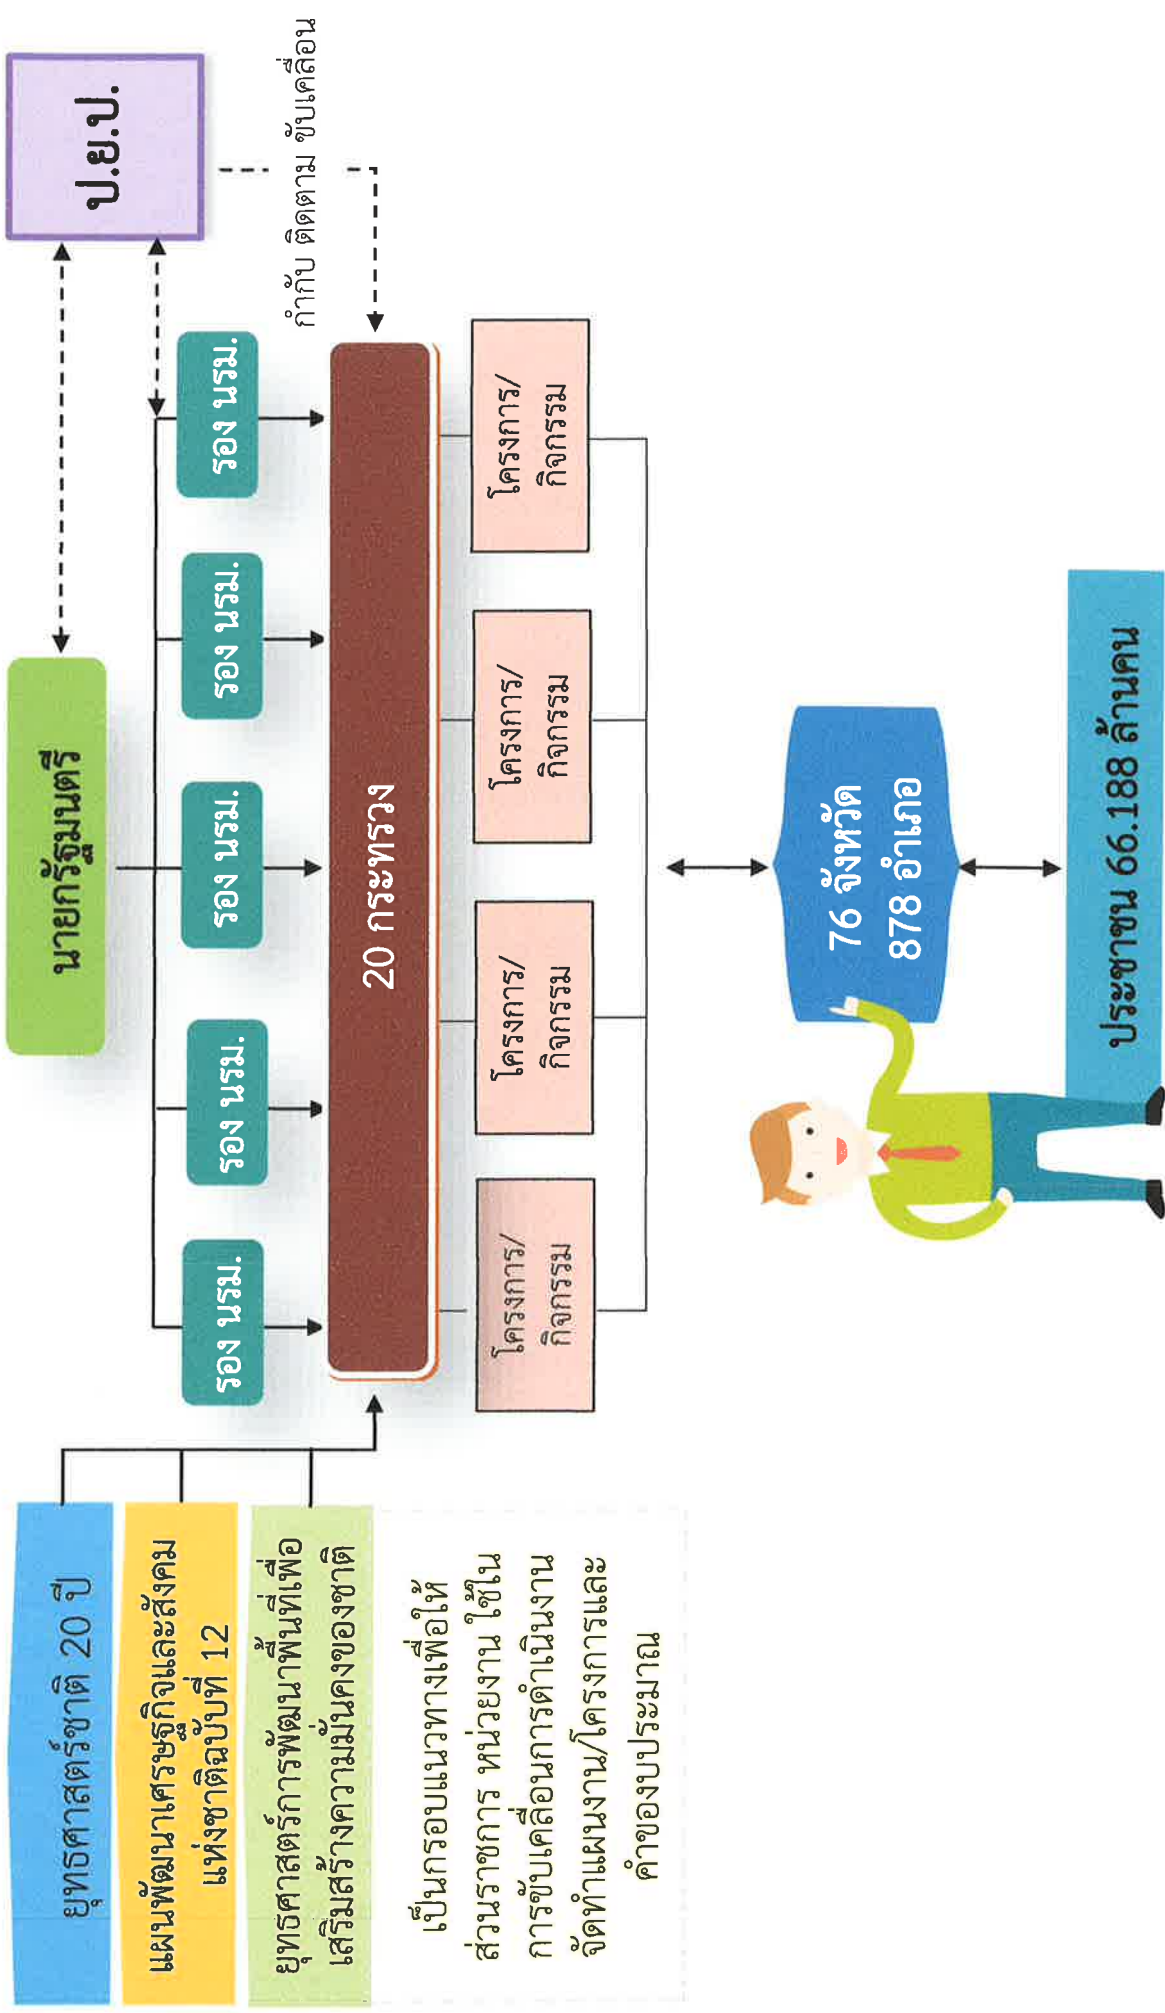 นายกรัฐมนตรี
ป.ย.ป.
รอง นรม.
รอง นรม.
รอง นรม.
รอง นรม.
รอง นรม.
กำกับ ติดตาม ขับเคลื่อน
ยุทธศาสตร์ชาติ 20 ปี
แผนพัฒนาเศรษฐกิจและสังคม
แห่งชาติฉบับที่ 12
ยุทธศาสตร์การพัฒนาพื้นที่เพื่อ
เสริมสร้างความมั่นคงของชาติ
เป็นกรอบแนวทางเพื่อให้
ส่วนราชการ หน่วยงาน ใช้ใน
การขับเคลื่อนการดำเนินงาน
จัดทำแผนงาน/โครงการและ
คำของบประมาณ
20 กระทรวง
โครงการ/
กิจกรรม
โครงการ/
กิจกรรม
โครงการ/
กิจกรรม
โครงการ/
กิจกรรม
76 จังหวัด
878 อำเภอ
ประชาชน 66.188 ล้านคน